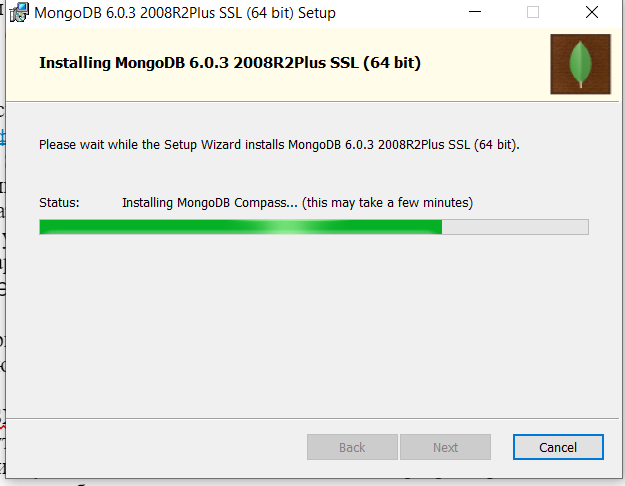 MongoDB 6.0.3 2008R2Plus SSL (64 bit) Setup
Installing MongoDB 6.0.3 2008R2Plus SSL (64 bit)
Please wait while the Setup Wizard installs MongoDB 6.0.3 2008R2Plus SSL (64 bit).
Status: Installing MongoDB Compass... (this may take a few minutes)
Back Next Cancel